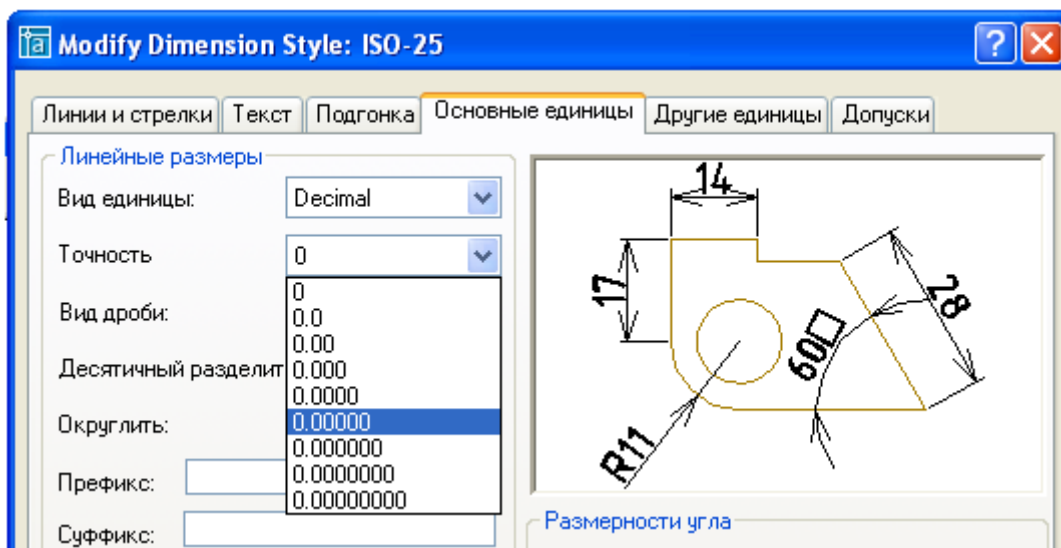 Modify Dimension Style: ISO-25
Линии и стрелки Текст Подгонка Основные единицы Другие единицы Допуски
Линейные размеры
Вид единицы: Decimal
Точность 0
0
0.0
Вид дроби:
0.00
Десятичный разделит 0.000
0.0000
0.00000
Округлить:
0.000000
0.0000000
Префикс:
0.00000000
Суффикс:
14
17
28
60□
R11
Размерности угла